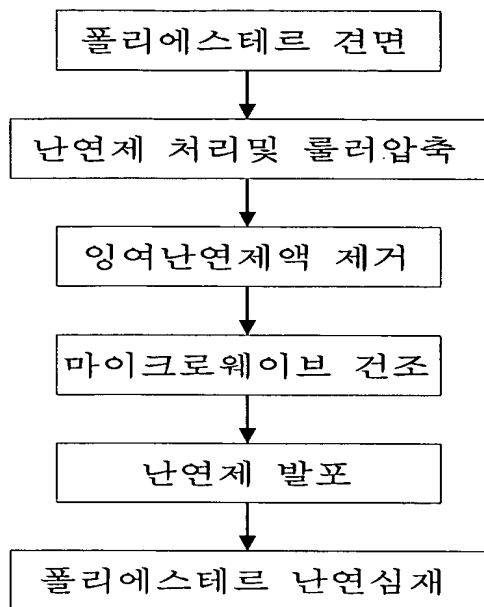 폴리에스테르 견면
난연제 처리및 룰러압축
잉여난연제액 제거
마이크로웨이브 건조
난연제 발포
폴리에스테르 난연심재